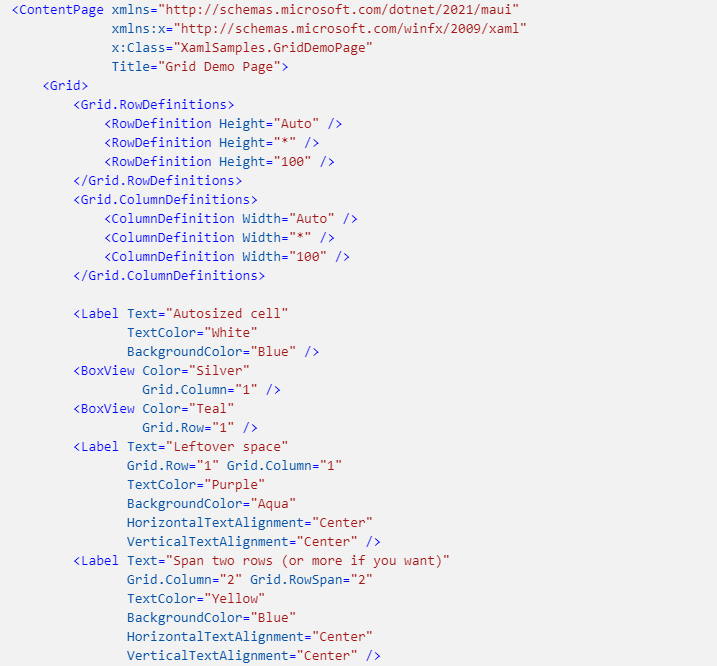 <ContentPage xmlns="http://schemas.microsoft.com/dotnet/2021/maui"
             xmlns:x="http://schemas.microsoft.com/winfx/2009/xaml"
             x:Class="XamlSamples.GridDemoPage"
             Title="Grid Demo Page">
    <Grid>
        <Grid.RowDefinitions>
            <RowDefinition Height="Auto" />
            <RowDefinition Height="*" />
            <RowDefinition Height="100" />
        </Grid.RowDefinitions>
        <Grid.ColumnDefinitions>
            <ColumnDefinition Width="Auto" />
            <ColumnDefinition Width="*" />
            <ColumnDefinition Width="100" />
        </Grid.ColumnDefinitions>

        <Label Text="Autosized cell"
               TextColor="White"
               BackgroundColor="Blue" />
        <BoxView Color="Silver"
                 Grid.Column="1" />
        <BoxView Color="Teal"
                 Grid.Row="1" />
        <Label Text="Leftover space"
               Grid.Row="1" Grid.Column="1"
               TextColor="Purple"
               BackgroundColor="Aqua"
               HorizontalTextAlignment="Center"
               VerticalTextAlignment="Center" />
        <Label Text="Span two rows (or more if you want)"
               Grid.Column="2" Grid.RowSpan="2"
               TextColor="Yellow"
               BackgroundColor="Blue"
               HorizontalTextAlignment="Center"
               VerticalTextAlignment="Center" />